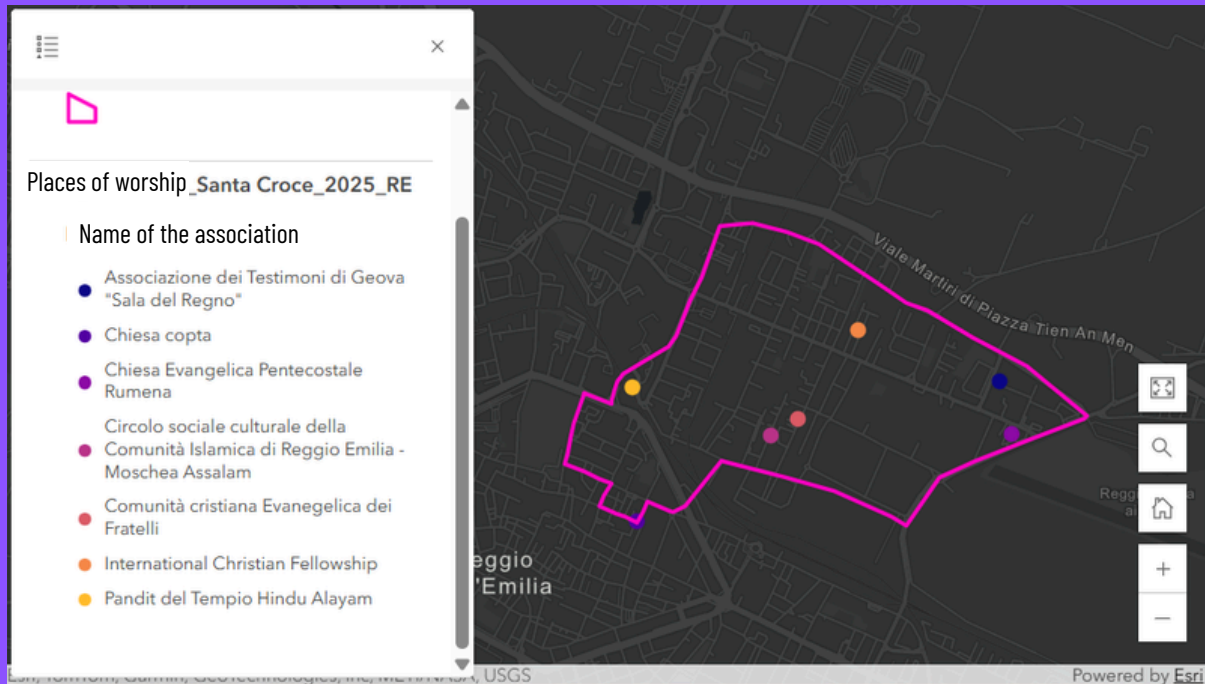 Places of worship_Santa Croce_2025_RE
Name of the association
Associazione dei Testimoni di Geova
"Sala del Regno"
Chiesa copta
Chiesa Evangelica Pentecostale
Rumena
Circolo sociale culturale della
Comunità Islamica di Reggio Emilia -
Moschea Assalam
Comunità cristiana Evanegelica dei
Fratelli
International Christian Fellowship
Pandit del Tempio Hindu Alayam
Viale Martiri di Piazza Tien An Men
eggio
'Emilia
USGS
Powered by Esri